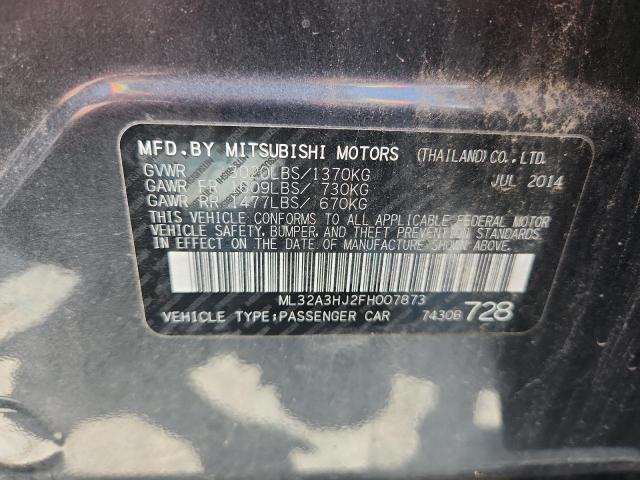 MFD.BY MITSUBISHI MOTORS (THAILAND)CO.,LTD.
GVWR 3020LBS/1370KG JUL 2014
GAWR FR 1609LBS/ 730KG
GAWR RR 1477LBS/ 670KG
THIS VEHICLE CONFORMS TO ALL APPLICABLE FEDERAL MOTOR
VEHICLE SAFETY, BUMPER, AND THEFT PREVENTION STANDARDS
IN EFFECT ON THE DATE OF MANUFACTURE SHOWN ABOVE.
ML32A3HJ2FH007873
VEHICLE TYPE:PASSENGER CAR 7430B 728